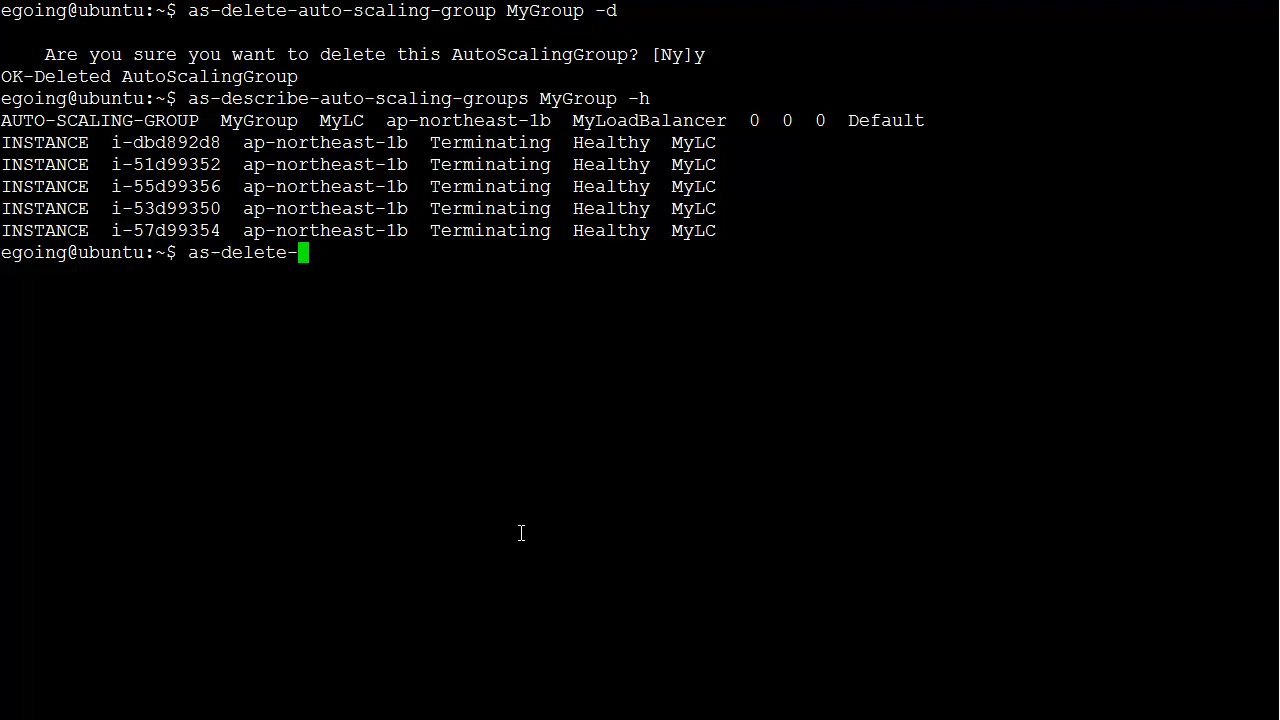 egoing@ubuntu:~$ as-delete-auto-scaling-group MyGroup -d
Are you sure you want to delete this AutoScalingGroup? [Ny]y
OK-Deleted AutoScalingGroup
egoing@ubuntu:~$ as-describe-auto-scaling-groups MyGroup -h
AUTO-SCALING-GROUP  MyGroup  MyLC  ap-northeast-1b  MyLoadBalancer  0  0  0  Default
INSTANCE  i-dbd892d8  ap-northeast-1b  Terminating  Healthy  MyLC
INSTANCE  i-51d99352  ap-northeast-1b  Terminating  Healthy  MyLC
INSTANCE  i-55d99356  ap-northeast-1b  Terminating  Healthy  MyLC
INSTANCE  i-53d99350  ap-northeast-1b  Terminating  Healthy  MyLC
INSTANCE  i-57d99354  ap-northeast-1b  Terminating  Healthy  MyLC
egoing@ubuntu:~$ as-delete-